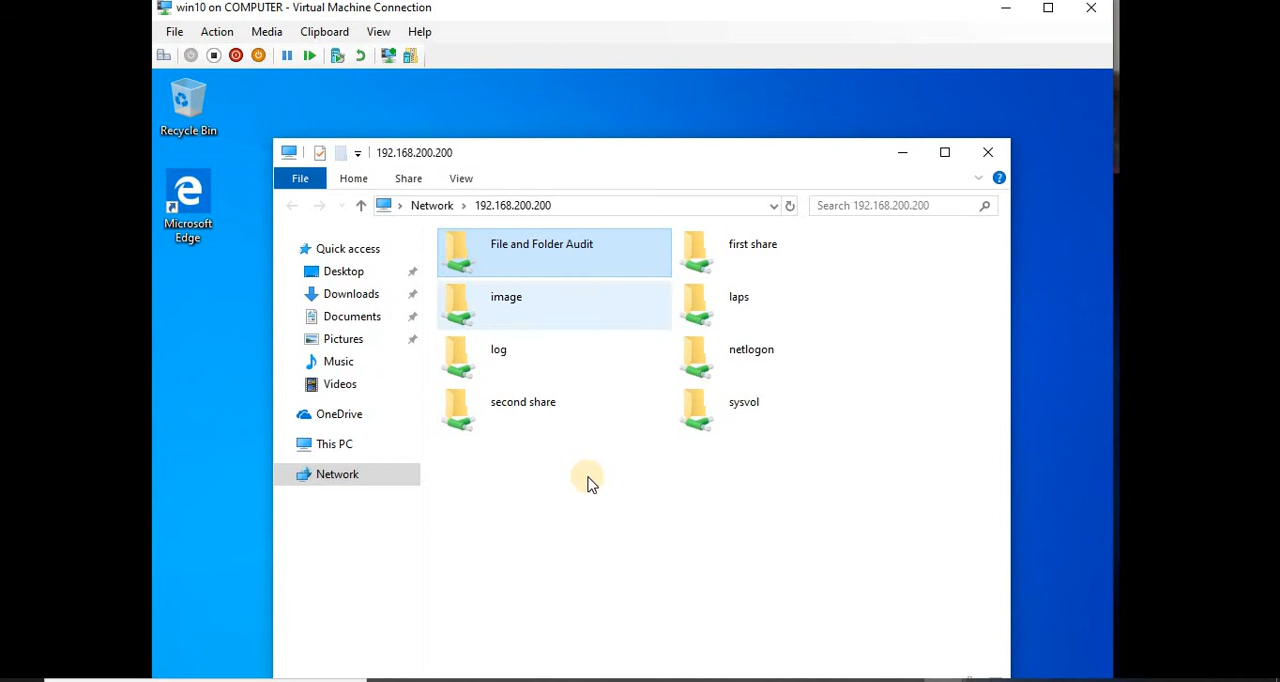 win10 on COMPUTER - Virtual Machine Connection
File Action Media Clipboard View Help
Recycle Bin
Microsoft
Edge
192.168.200.200
File Home Share View
Network 192.168.200.200
Search 192.168.200.200
Quick access
Desktop
Downloads
Documents
Pictures
Music
Videos
OneDrive
This PC
Network
File and Folder Audit first share
image laps
log netlogon
second share sysvol